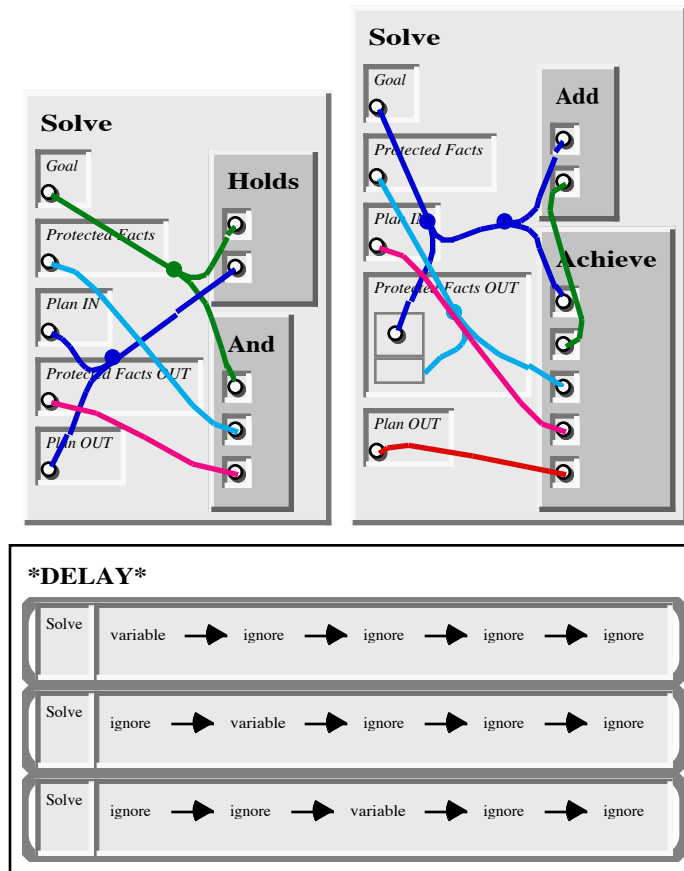 Solve
Goal
Protected Facts
Plan IN
Protected Facts OUT
Plan OUT
Holds
And
Solve
Goal
Protected Facts
Plan IN
Protected Facts OUT
Plan OUT
Add
Achieve
*DELAY*
Solve variable ignore ignore ignore ignore
Solve ignore variable ignore ignore ignore
Solve ignore ignore variable ignore ignore